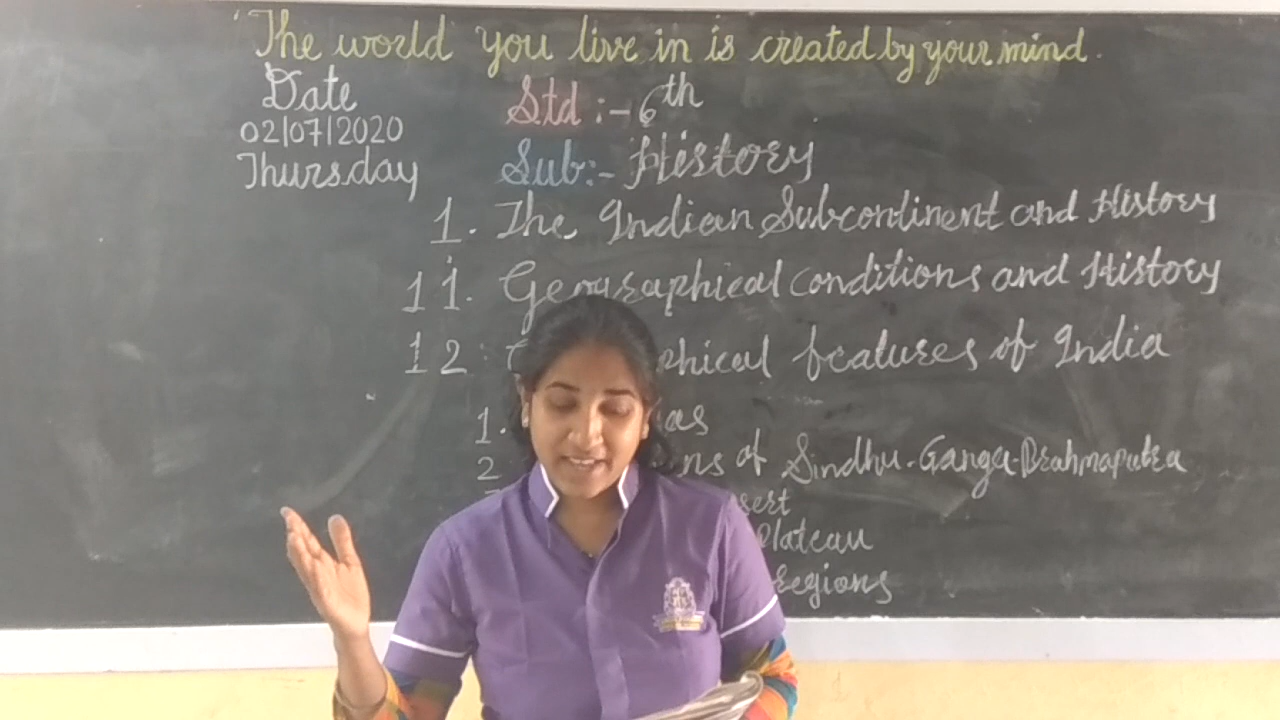 'The world you live in is created by your mind.
Date
Std :- 6th
02/07/2020
Thursday
Sub:- History
1. The Indian Subcontinent and History
1.1. Geographical conditions and History
1 2 phical features of India
1. as
2 ns of Sindhu-Ganga-Brahmaputra
sert
Plateau
regions